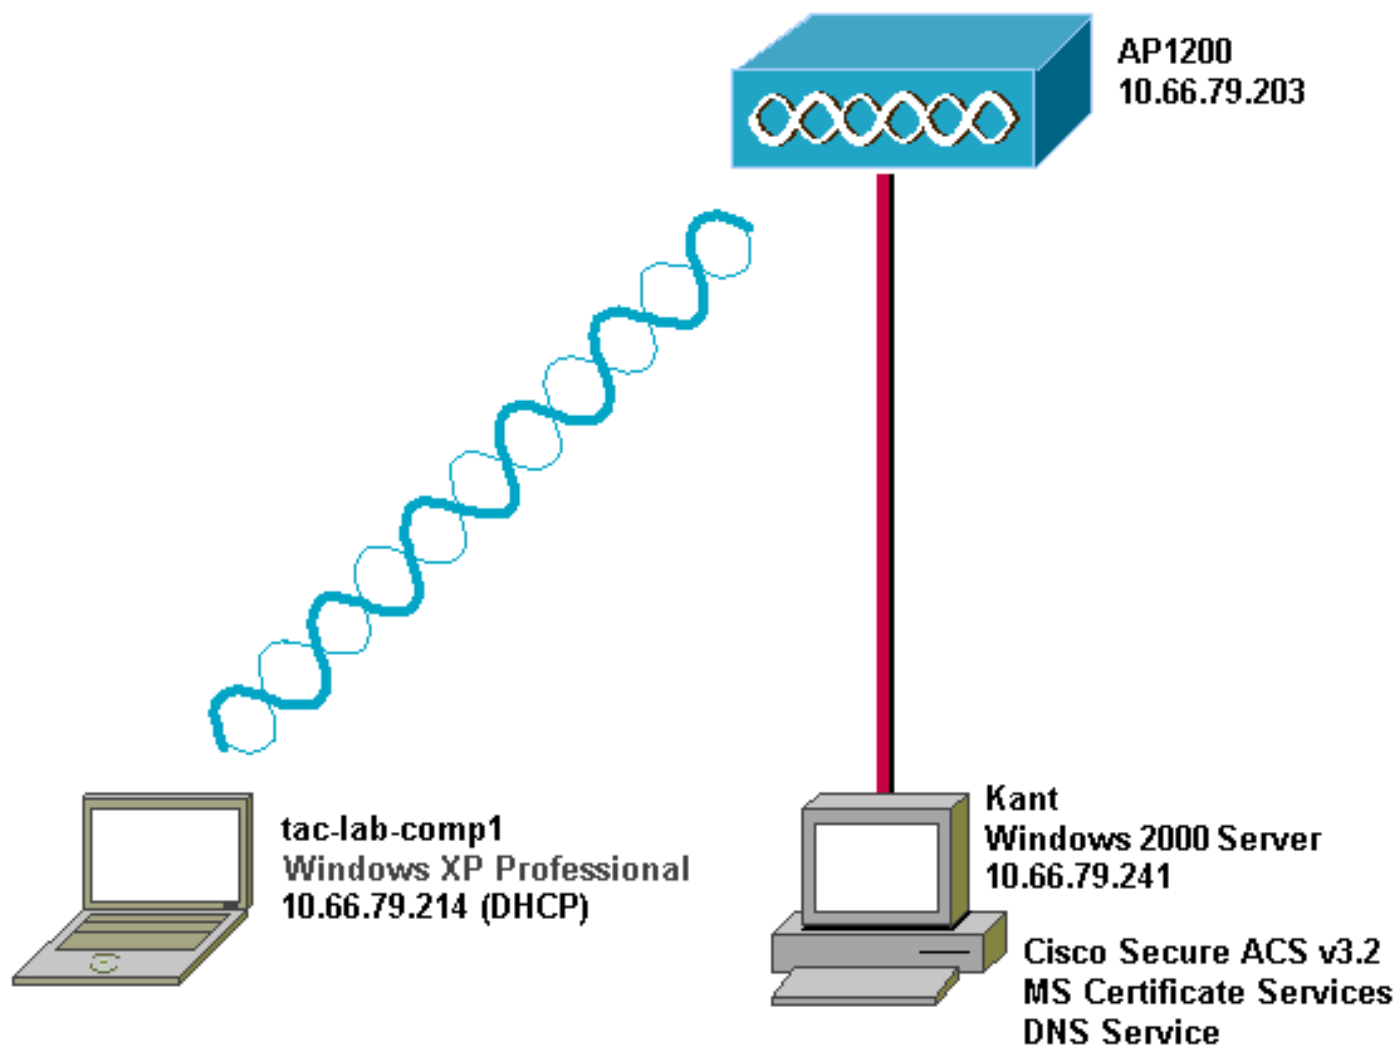 AP1200
10.66.79.203
tac-lab-comp1
Windows XP Professional
10.66.79.214 (DHCP)
Kant
Windows 2000 Server
10.66.79.241
Cisco Secure ACS v3.2
MS Certificate Services
DNS Service